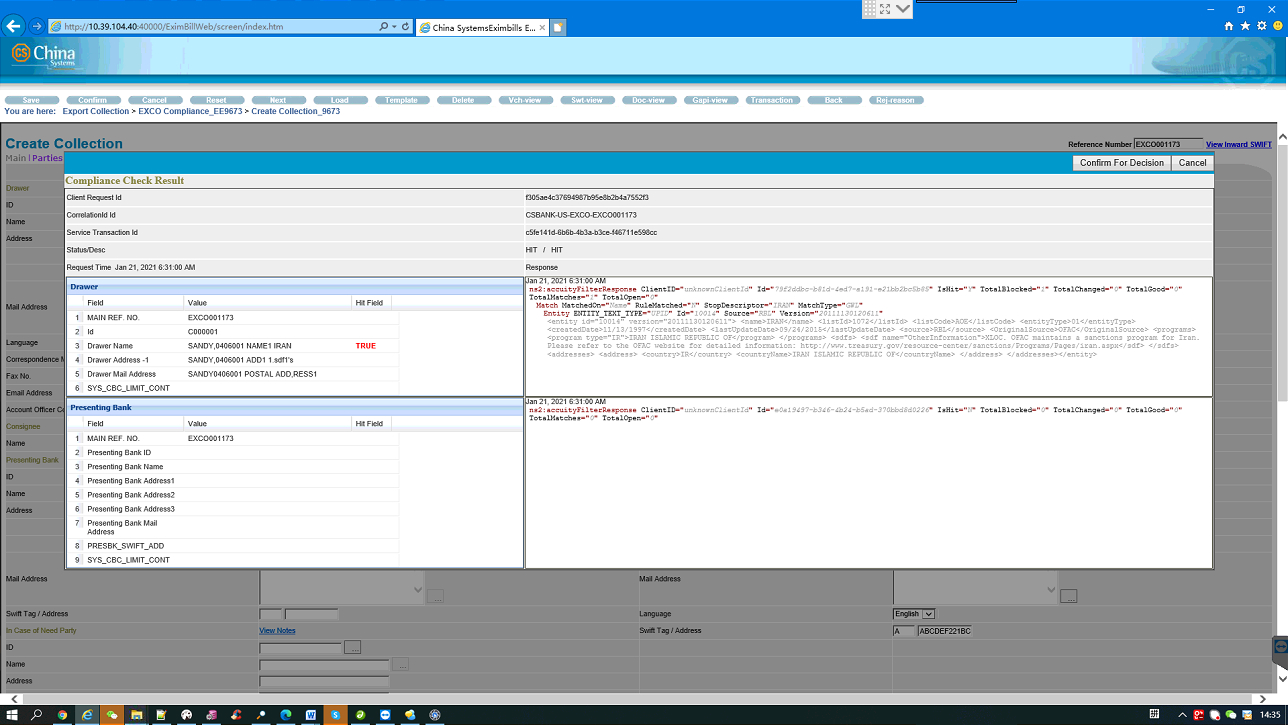 http://10.39.104.40:40000/EximBillWeb/screen/index.htm
China SystemsEximbills E...
CS China
Systems
Save Confirm Cancel Reset Next Load Template Delete Vch-view Swt-view Doc-view Gapi-view Transaction Back Rej-reason
You are here: Export Collection > EXCO Compliance_EE9673 > Create Collection_9673
Create Collection
Reference Number EXCO001173 View Inward SWIFT
Main | Parties
Confirm For Decision Cancel
Compliance Check Result
Client Request Id f305ae4c37694987b95e8b2b4a7552f3
CorrelationId Id CSBANK-US-EXCO-EXCO001173
Service Transaction Id c5fe141d-6b6b-4b3a-b3ce-f46711e598cc
Status/Desc HIT / HIT
Request Time Jan 21, 2021 6:31:00 AM Response
Drawer
Field Value Hit Field
1 MAIN REF. NO. EXCO001173
2 Id C000001
3 Drawer Name SANDY,0406001 NAME1 IRAN TRUE
4 Drawer Address -1 SANDY,0406001 ADD1 1.sdf1's
5 Drawer Mail Address SANDY0406001 POSTAL ADD,RESS1
6 SYS_CBC_LIMIT_CONT
Jan 21, 2021 6:31:00 AM
ns2:accuityFilterResponse ClientID="unknownClientId" Id="79f2ddbc-b81d-4ed7-a191-e21bb2bc5b86" IsHit="N" TotalBlocked="1" TotalChanged="0" TotalGood="0"
TotalMatches="1" TotalOpen="0"
Match MatchedOn="Name" RuleMatched="N" StopDescriptor="IRAN" MatchType="GWL"
Entity ENTITY_TEXT_TYPE="UPID" Id="10014" Source="RBL" Version="20111130120611"
<entity id="10014" version="20111130120611"> <name>IRAN</name> <listId>1072</listId> <listCode>AOE</listCode> <entityType>01</entityType>
<createdDate>11/13/1997</createdDate> <lastUpdateDate>09/24/2015</lastUpdateDate> <source>RBL</source> <OriginalSource>OFAC</OriginalSource> <programs>
<program type="IR">IRAN ISLAMIC REPUBLIC OF</program> </programs> <sdfs> <sdf name="OtherInformation">XLOC. OFAC maintains a sanctions program for Iran.
Please refer to the OFAC website for detailed information: http://www.treasury.gov/resource-center/sanctions/Programs/Pages/iran.aspx</sdf> </sdfs>
<addresses> <address> <country>IR</country> <countryName>IRAN ISLAMIC REPUBLIC OF</countryName> </address> </addresses></entity>
Presenting Bank
Field Value Hit Field
1 MAIN REF. NO. EXCO001173
2 Presenting Bank ID
3 Presenting Bank Name
4 Presenting Bank Address1
5 Presenting Bank Address2
6 Presenting Bank Address3
7 Presenting Bank Mail
Address
8 PRESBK_SWIFT_ADD
9 SYS_CBC_LIMIT_CONT
Jan 21, 2021 6:31:00 AM
ns2:accuityFilterResponse ClientID="unknownClientId" Id="e0a19497-b346-4b24-b5ad-370bbd8d0226" IsHit="N" TotalBlocked="0" TotalChanged="0" TotalGood="0"
TotalMatches="0" TotalOpen="0"
Drawer
ID
Name
Address
Mail Address
Language
Correspondence M
Fax No.
Email Address
Account Officer Co
Consignee
Name
Presenting Bank
ID
Name
Address
Mail Address ... Mail Address ...
Swift Tag / Address Language English
In Case of Need Party View Notes Swift Tag / Address A ABCDEF221BC
ID ...
Name ...
Address
14:35